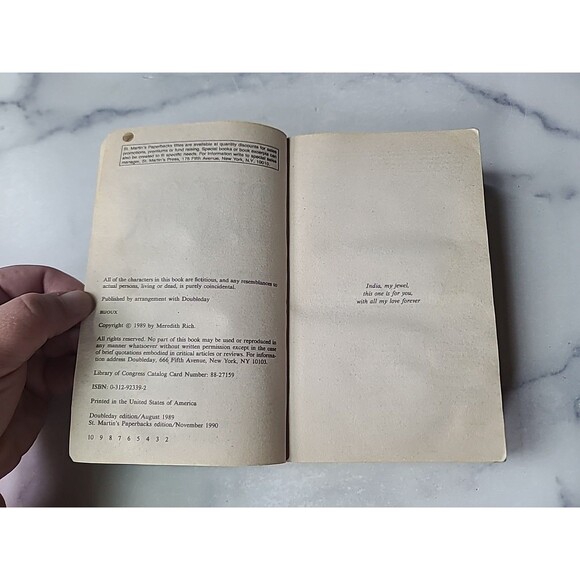 St. Martin's Paperbacks titles are available at quantity discounts for sales
promotions, premiums or fund raising. Special books or book excerpts can
also be created to fit specific needs. For information write to special sales
manager, St. Martin's Press, 175 Fifth Avenue, New York, N.Y. 10010.
All of the characters in this book are fictitious, and any resemblances to
actual persons, living or dead, is purely coincidental.
Published by arrangement with Doubleday
BIJOUX
Copyright © 1989 by Meredith Rich.
All rights reserved. No part of this book may be used or reproduced in
any manner whatsoever without written permission except in the case
of brief quotations embodied in critical articles or reviews. For informa-
tion address Doubleday, 666 Fifth Avenue, New York, NY 10103.
Library of Congress Catalog Card Number: 88-27159
ISBN: 0-312-92339-2
Printed in the United States of America
Doubleday edition/August 1989
St. Martin's Paperbacks edition/November 1990
10 9 8 7 6 5 4 3 2
India, my jewel,
this one is for you,
with all my love forever